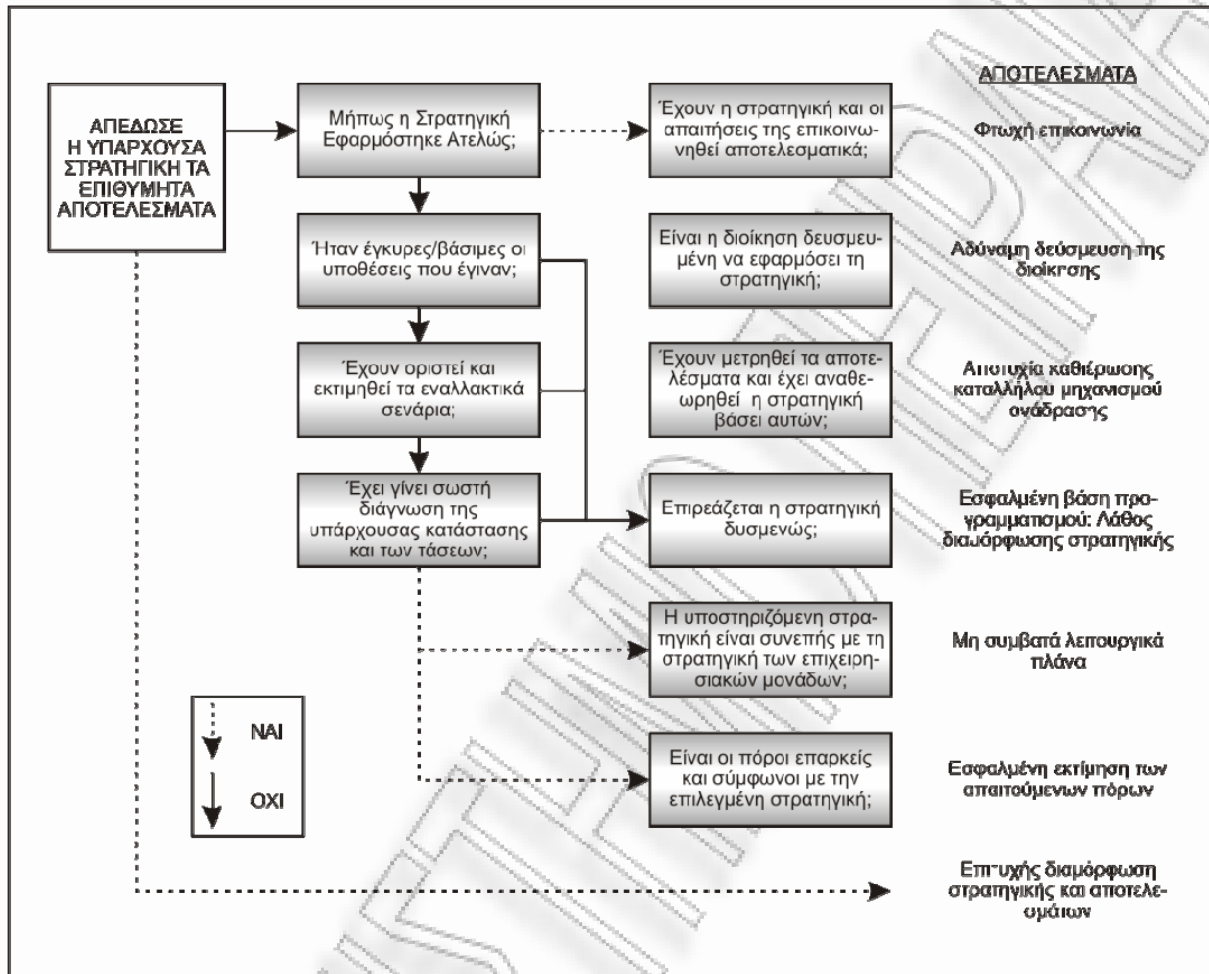 ΑΠΟΤΕΛΕΣΜΑΤΑ
ΑΠΕΔΩΣΕ
Η ΥΠΑΡΧΟΥΣΑ
ΣΤΡΑΤΗΓΙΚΗ ΤΑ
ΕΠΙΘΥΜΗΤΑ
ΑΠΟΤΕΛΕΣΜΑΤΑ
Μήπως η Στρατηγική
Εφαρμόστηκε Ατελώς;
Έχουν η στρατηγική και οι
απαιτήσεις της επικοινω-
νηθεί αποτελεσματικά;
Φτωχή επικοινωνία
Ήταν έγκυρες/βάσιμες οι
υποθέσεις που έγιναν;
Είναι η διοίκηση δευσμευ-
μένη να εφαρμόσει τη
στρατηγική;
Αδύναμη δεύσμευση της
διοίκησης
Έχουν οριστεί και
εκτιμηθεί τα εναλλακτικά
σενάρια;
Έχουν μετρηθεί τα αποτε-
λέσματα και έχει αναθε-
ωρηθεί η στρατηγική
βάσει αυτών;
Αποτυχία καθιέρωσης
καταλλήλου μηχανισμού
ανάδρασης
Έχει γίνει σωστή
διάγνωση της
υπάρχουσας κατάστασης
και των τάσεων;
Επιρεάζεται η στρατηγική
δυσμενώς;
Εσφαλμένη βάση προ-
γραμματισμού: Λάθος
διαμόρφωσης στρατηγικής
Η υποστηριζόμενη στρα-
τηγική είναι συνεπής με τη
στρατηγική των επιχειρη-
σιακών μονάδων;
Μη συμβατά λειτουργικά
πλάνα
Είναι οι πόροι επαρκείς
και σύμφωνοι με την
επιλεγμένη στρατηγική;
Εσφαλμένη εκτίμηση των
απαιτούμενων πόρων
ΝΑΙ
ΟΧΙ
Επιτυχής διαμόρφωση
στρατηγικής και αποτελε-
σμάτων